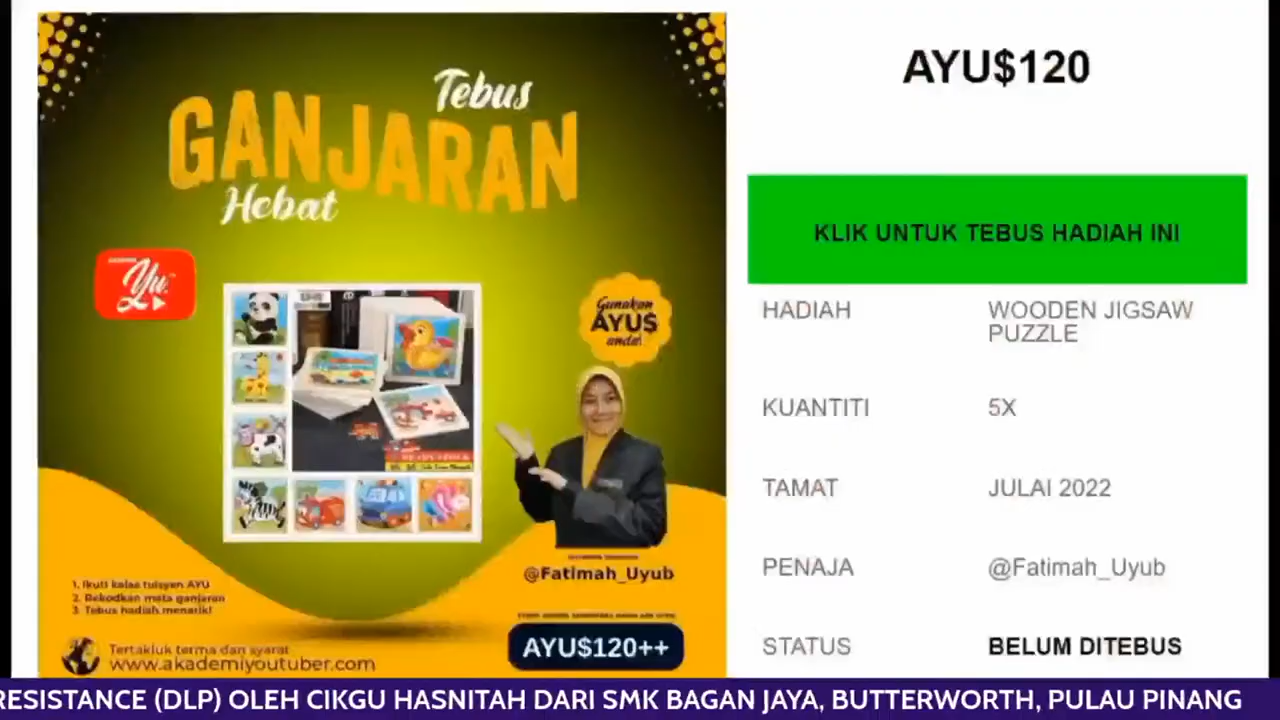 Tebus
GANJARAN
Hebat
Yu
Gunakan
AYU$
anda!
@Fatimah_Uyub
1. Ikuti kelas tuisyen AYU
2. Rekodkan mata ganjaran
3. Tebus hadiah menarik!
AYU$120++
Tertakluk terma dan syarat
www.akademiyoutuber.com
AYU$120
KLIK UNTUK TEBUS HADIAH INI
HADIAH WOODEN JIGSAW
PUZZLE
KUANTITI 5X
TAMAT JULAI 2022
PENAJA @Fatimah_Uyub
STATUS BELUM DITEBUS
RESISTANCE (DLP) OLEH CIKGU HASNITAH DARI SMK BAGAN JAYA, BUTTERWORTH, PULAU PINANG